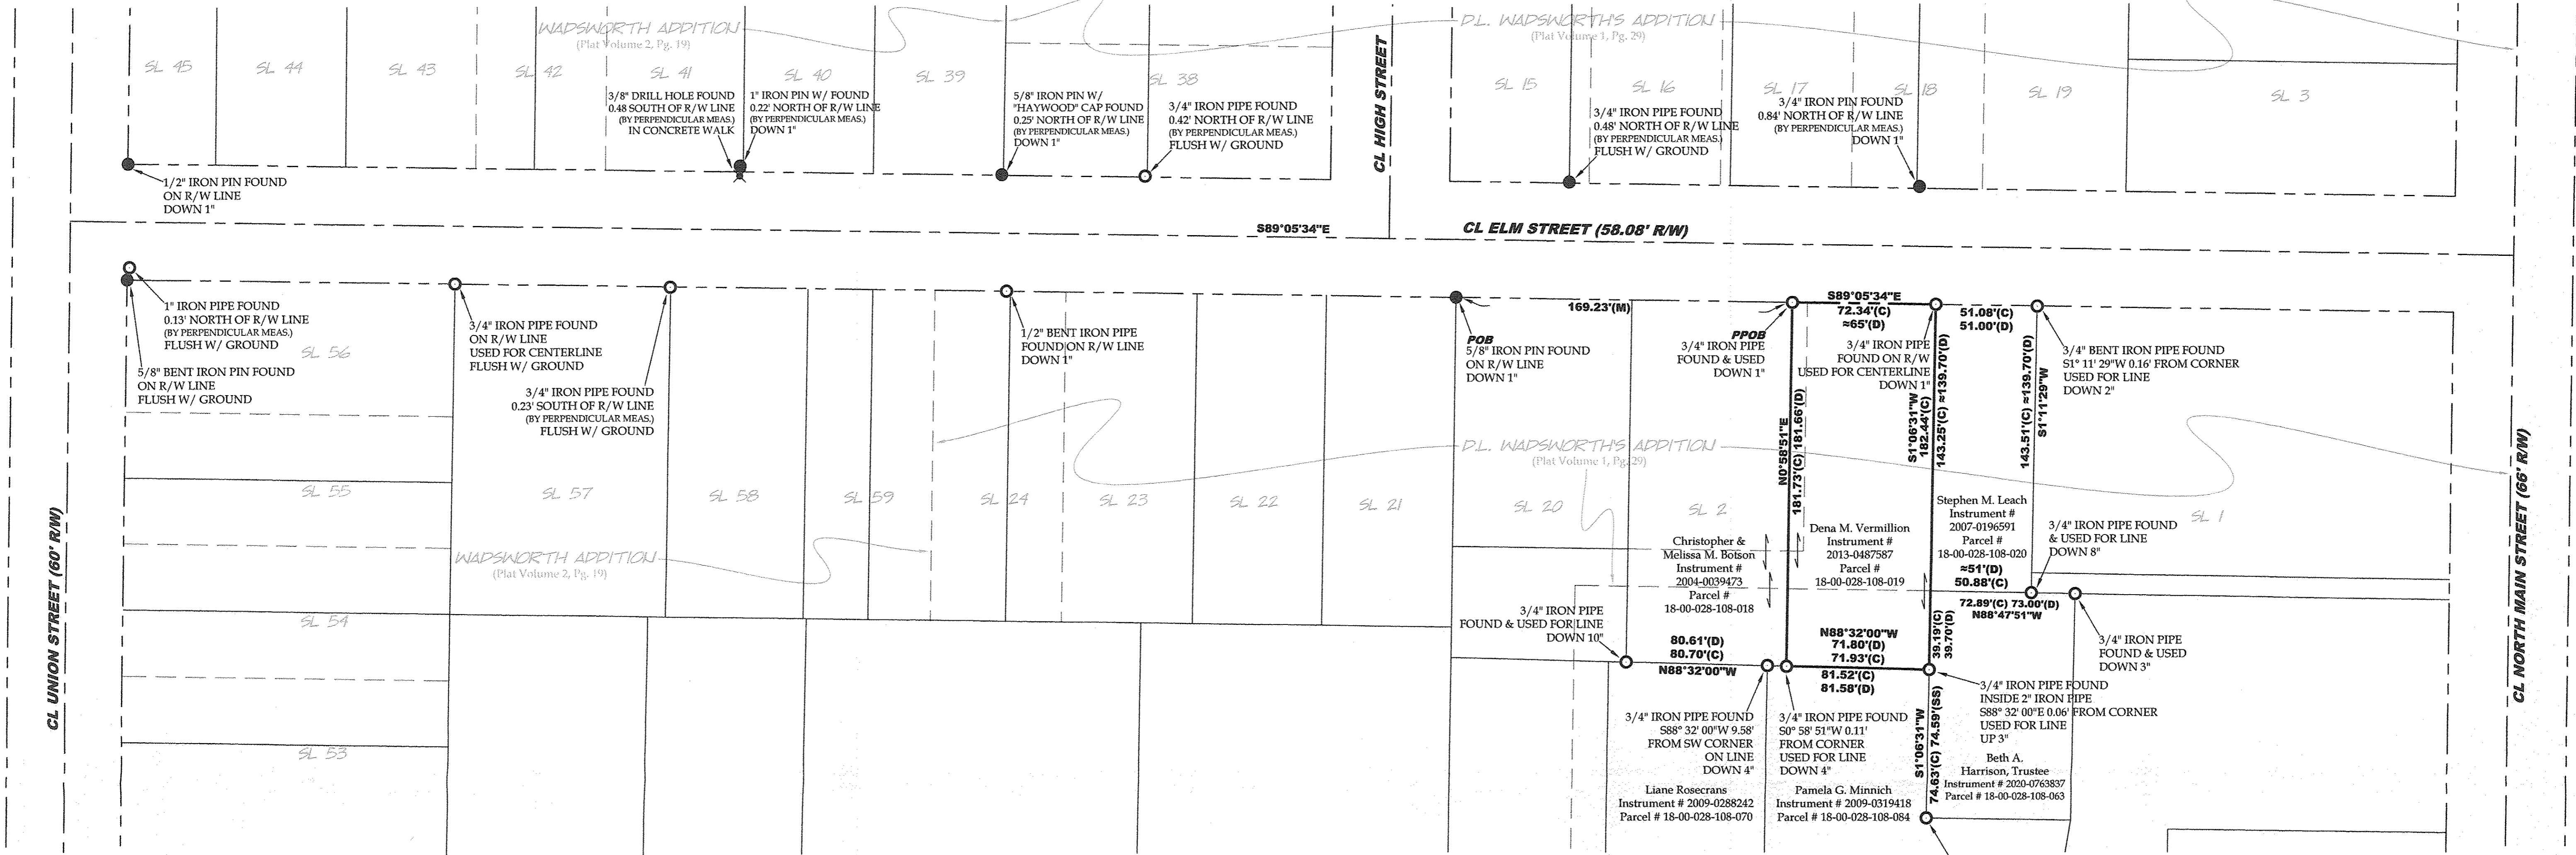 WADSWORTH ADDITION
(Plat Volume 2, Pg. 19)
D.L. WADSWORTH'S ADDITION
(Plat Volume 1, Pg. 29)
SL 45
SL 44
SL 43
SL 42
SL 41
SL 40
SL 39
SL 38
SL 15
SL 16
SL 17
SL 18
SL 19
SL 3
CL HIGH STREET
3/8" DRILL HOLE FOUND
0.48 SOUTH OF R/W LINE
(BY PERPENDICULAR MEAS.)
IN CONCRETE WALK
1" IRON PIN W/ FOUND
0.22' NORTH OF R/W LINE
(BY PERPENDICULAR MEAS.)
DOWN 1"
5/8" IRON PIN W/
"HAYWOOD" CAP FOUND
0.25' NORTH OF R/W LINE
(BY PERPENDICULAR MEAS.)
DOWN 1"
3/4" IRON PIPE FOUND
0.42' NORTH OF R/W LINE
(BY PERPENDICULAR MEAS.)
FLUSH W/ GROUND
3/4" IRON PIPE FOUND
0.48' NORTH OF R/W LINE
(BY PERPENDICULAR MEAS.)
FLUSH W/ GROUND
3/4" IRON PIN FOUND
0.84' NORTH OF R/W LINE
(BY PERPENDICULAR MEAS.)
DOWN 1"
1/2" IRON PIN FOUND
ON R/W LINE
DOWN 1"
S89°05'34"E
CL ELM STREET (58.08' R/W)
1" IRON PIPE FOUND
0.13' NORTH OF R/W LINE
(BY PERPENDICULAR MEAS.)
FLUSH W/ GROUND
SL 56
5/8" BENT IRON PIN FOUND
ON R/W LINE
FLUSH W/ GROUND
3/4" IRON PIPE FOUND
ON R/W LINE
USED FOR CENTERLINE
FLUSH W/ GROUND
3/4" IRON PIPE FOUND
0.23' SOUTH OF R/W LINE
(BY PERPENDICULAR MEAS.)
FLUSH W/ GROUND
1/2" BENT IRON PIPE
FOUND ON R/W LINE
DOWN 1"
POB
5/8" IRON PIN FOUND
ON R/W LINE
DOWN 1"
169.23'(M)
PPOB
3/4" IRON PIPE
FOUND & USED
DOWN 1"
S89°05'34"E
72.34'(C)
≈65'(D)
3/4" IRON PIPE
FOUND ON R/W
USED FOR CENTERLINE
DOWN 1"
51.08'(C)
51.00'(D)
3/4" BENT IRON PIPE FOUND
S1° 11' 29"W 0.16' FROM CORNER
USED FOR LINE
DOWN 2"
N0°58'51"E
181.73'(C) 181.66'(D)
S1°06'31"W
182.44'(C)
143.25'(C) ≈139.70'(D)
143.51'(C) ≈139.70'(D)
S1°11'29"W
D.L. WADSWORTH'S ADDITION
(Plat Volume 1, Pg. 29)
SL 55
SL 57
SL 58
SL 59
SL 24
SL 23
SL 22
SL 21
SL 20
SL 2
SL 1
WADSWORTH ADDITION
(Plat Volume 2, Pg. 19)
Christopher &
Melissa M. Botson
Instrument #
2004-0039473
Parcel #
18-00-028-108-018
Dena M. Vermillion
Instrument #
2013-0487587
Parcel #
18-00-028-108-019
Stephen M. Leach
Instrument #
2007-0196591
Parcel #
18-00-028-108-020
≈51'(D)
50.88'(C)
3/4" IRON PIPE FOUND
& USED FOR LINE
DOWN 8"
72.89'(C) 73.00'(D)
N88°47'51"W
3/4" IRON PIPE
FOUND & USED FOR LINE
DOWN 10"
80.61'(D)
80.70'(C)
N88°32'00"W
N88°32'00"W
71.80'(D)
71.93'(C)
81.52'(C)
81.58'(D)
39.19'(C)
39.70'(D)
3/4" IRON PIPE
FOUND & USED
DOWN 3"
3/4" IRON PIPE FOUND
INSIDE 2" IRON PIPE
S88° 32' 00"E 0.06' FROM CORNER
USED FOR LINE
UP 3"
3/4" IRON PIPE FOUND
S88° 32' 00"W 9.58'
FROM SW CORNER
ON LINE
DOWN 4"
3/4" IRON PIPE FOUND
S0° 58' 51"W 0.11'
FROM CORNER
USED FOR LINE
DOWN 4"
S1°06'31"W
74.63'(C) 74.59'(SS)
Liane Rosecrans
Instrument # 2009-0288242
Parcel # 18-00-028-108-070
Pamela G. Minnich
Instrument # 2009-0319418
Parcel # 18-00-028-108-084
Beth A.
Harrison, Trustee
Instrument # 2020-0763837
Parcel # 18-00-028-108-063
SL 54
SL 53
CL UNION STREET (60' R/W)
CL NORTH MAIN STREET (66' R/W)